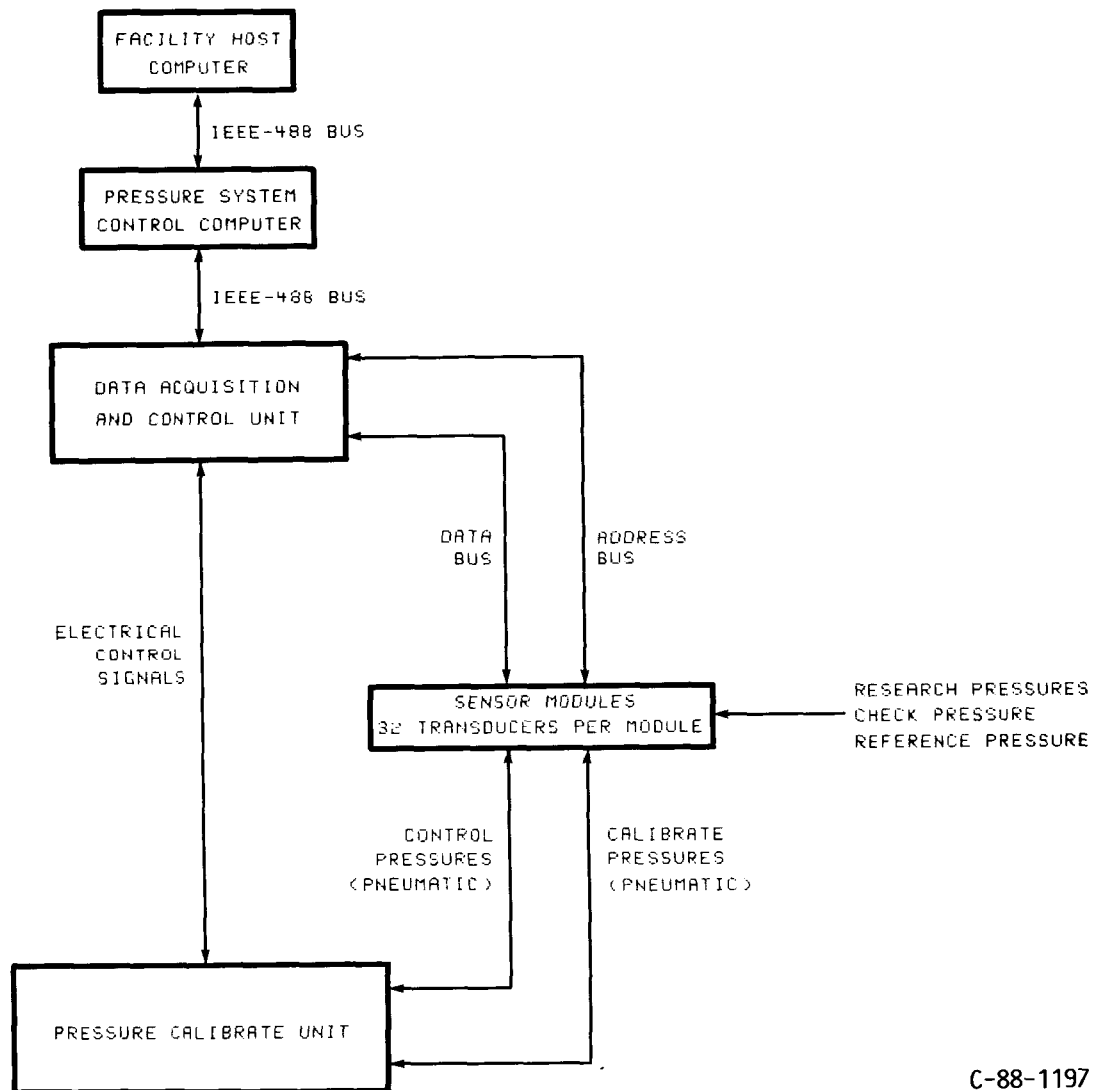 FACILITY HOST
COMPUTER
IEEE-488 BUS
PRESSURE SYSTEM
CONTROL COMPUTER
IEEE-488 BUS
DATA ACQUISITION
AND CONTROL UNIT
DATA
BUS
ADDRESS
BUS
ELECTRICAL
CONTROL
SIGNALS
SENSOR MODULES
32 TRANSDUCERS PER MODULE
RESEARCH PRESSURES
CHECK PRESSURE
REFERENCE PRESSURE
CONTROL
PRESSURES
(PNEUMATIC)
CALIBRATE
PRESSURES
(PNEUMATIC)
PRESSURE CALIBRATE UNIT
C-88-1197